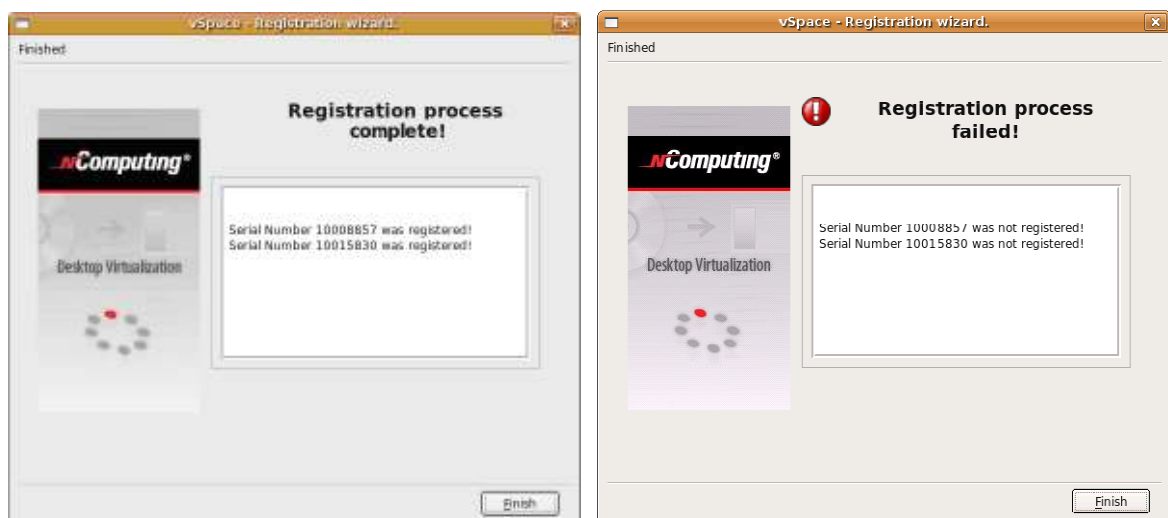 vSpace - Registration wizard.
Finished
Registration process
complete!
NComputing®
Serial Number 10008857 was registered!
Serial Number 10015830 was registered!
Desktop Virtualization
Finish
vSpace - Registration wizard.
Finished
Registration process
failed!
NComputing®
Serial Number 10008857 was not registered!
Serial Number 10015830 was not registered!
Desktop Virtualization
Finish